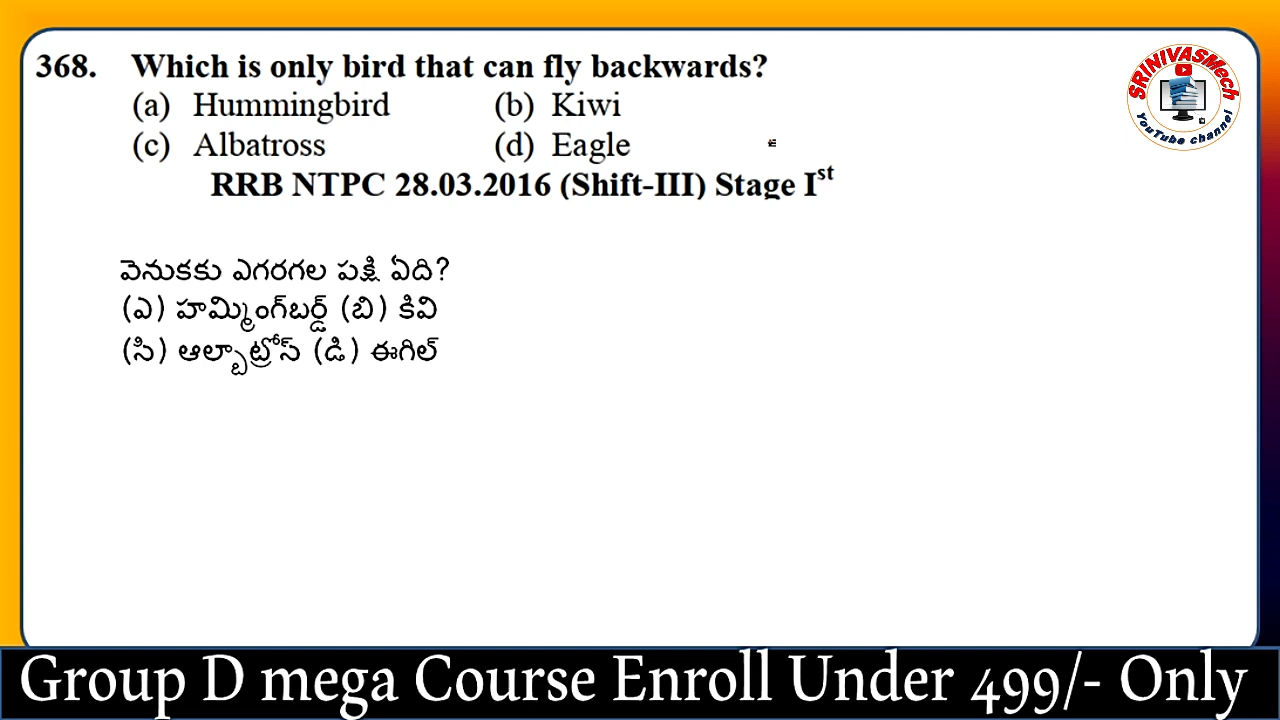 368. Which is only bird that can fly backwards?
(a) Hummingbird (b) Kiwi
(c) Albatross (d) Eagle
RRB NTPC 28.03.2016 (Shift-III) Stage Ist
SRINIVASMech
YouTube channel
వెనుకకు ఎగరగల పక్షి ఏది?
(ఎ) హమ్మింగ్‌బర్డ్ (బి) కివి
(సి) ఆల్బాట్రోస్ (డి) ఈగిల్
Group D mega Course Enroll Under 499/- Only